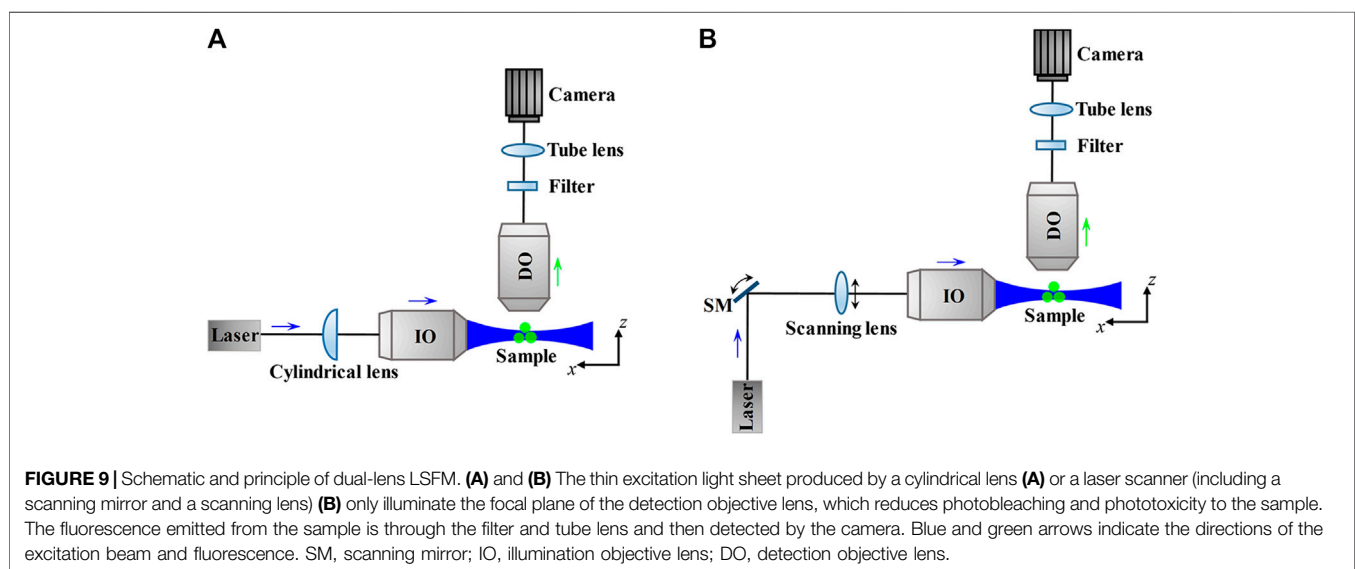 A
Camera
Tube lens
Filter
DO
Laser
IO
Cylindrical lens
Sample
z
x
B
Camera
Tube lens
Filter
DO
SM
Scanning lens
IO
Sample
z
x
Laser
FIGURE 9 | Schematic and principle of dual-lens LSFM. (A) and (B) The thin excitation light sheet produced by a cylindrical lens (A) or a laser scanner (including a
scanning mirror and a scanning lens) (B) only illuminate the focal plane of the detection objective lens, which reduces photobleaching and phototoxicity to the sample.
The fluorescence emitted from the sample is through the filter and tube lens and then detected by the camera. Blue and green arrows indicate the directions of the
excitation beam and fluorescence. SM, scanning mirror; IO, illumination objective lens; DO, detection objective lens.